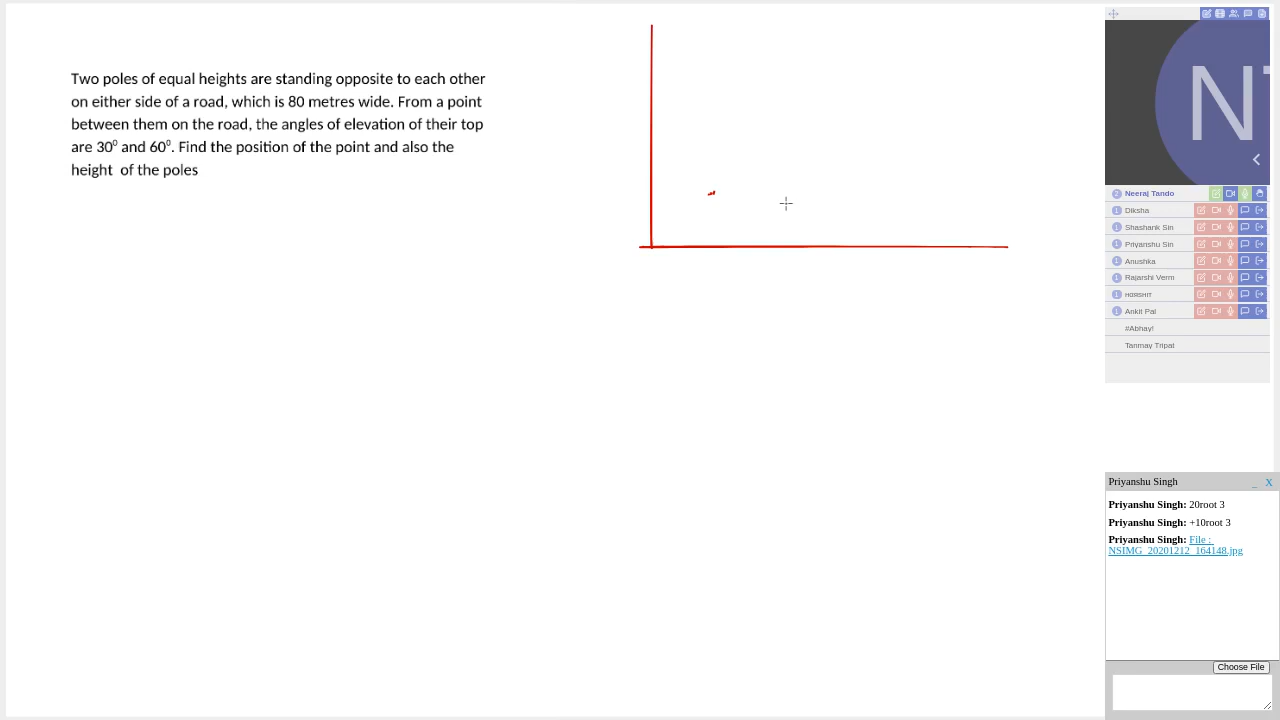 Two poles of equal heights are standing opposite to each other
on either side of a road, which is 80 metres wide. From a point
between them on the road, the angles of elevation of their top
are 30⁰ and 60⁰. Find the position of the point and also the
height of the poles
Neeraj Tando
Diksha
Shashank Sin
Priyanshu Sin
Anushka
Rajarshi Verm
HORSHIT
Ankit Pal
#Abhay!
Tanmay Tripat
Priyanshu Singh
_ X
Priyanshu Singh: 20root 3
Priyanshu Singh: +10root 3
Priyanshu Singh: File :
NSIMG_20201212_164148.jpg
Choose File